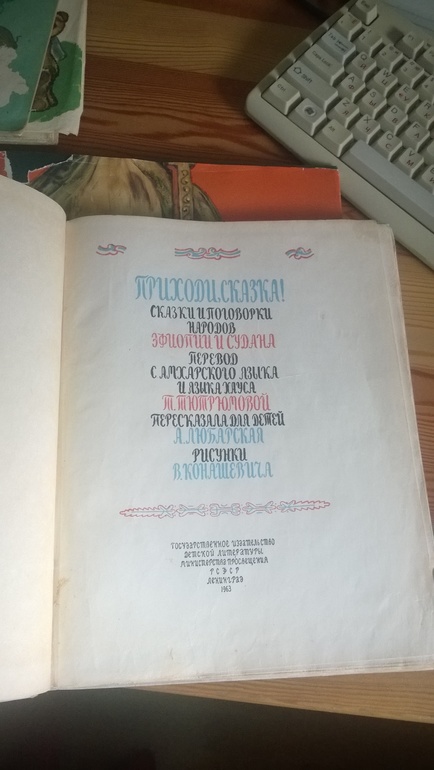 ПРИХОДИ, СКАЗКА!
СКАЗКИ И ПОГОВОРКИ
НАРОДОВ
ЭФИОПИИ И СУДАНА
ПЕРЕВОД
С АМХАРСКОГО ЯЗЫКА
И ЯЗЫКА ХАУСА
Т. ТЮТРЮМОВОЙ
ПЕРЕСКАЗАЛА ДЛЯ ДЕТЕЙ
А. ЛЮБАРСКАЯ
РИСУНКИ
В. КОНАШЕВИЧА
ГОСУДАРСТВЕННОЕ ИЗДАТЕЛЬСТВО
ДЕТСКОЙ ЛИТЕРАТУРЫ
МИНИСТЕРСТВА ПРОСВЕЩЕНИЯ
РСФСР
ЛЕНИНГРАД
1963